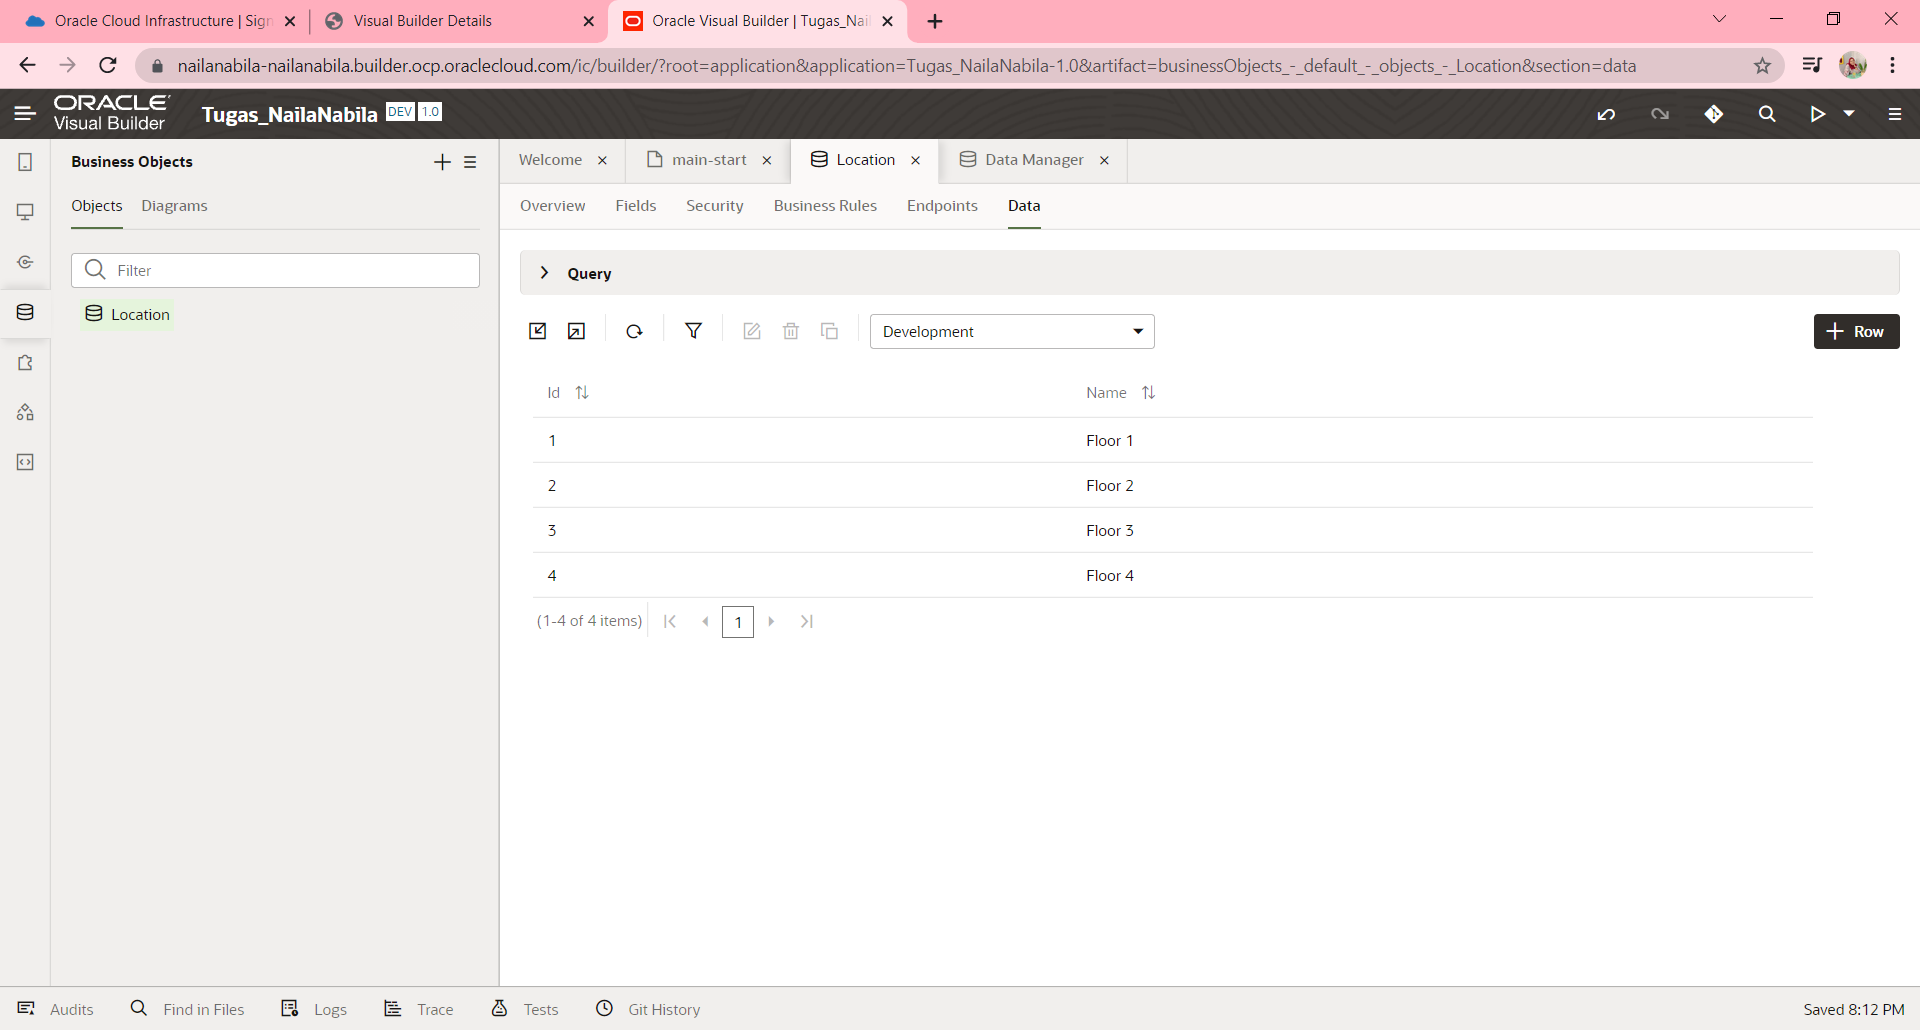 Oracle Cloud Infrastructure | Sign
Visual Builder Details
Oracle Visual Builder | Tugas_Nail
nailanabila-nailanabila.builder.ocp.oraclecloud.com/ic/builder/?root=application&application=Tugas_NailaNabila-1.0&artifact=businessObjects_-_default_-_objects_-_Location&section=data
ORACLE
Visual Builder
Tugas_NailaNabila DEV 1.0
Business Objects
Objects Diagrams
Filter
Location
Welcome
main-start
Location
Data Manager
Overview Fields Security Business Rules Endpoints Data
Query
Development
Row
Id Name
1 Floor 1
2 Floor 2
3 Floor 3
4 Floor 4
(1-4 of 4 items) 1
Audits Find in Files Logs Trace Tests Git History Saved 8:12 PM